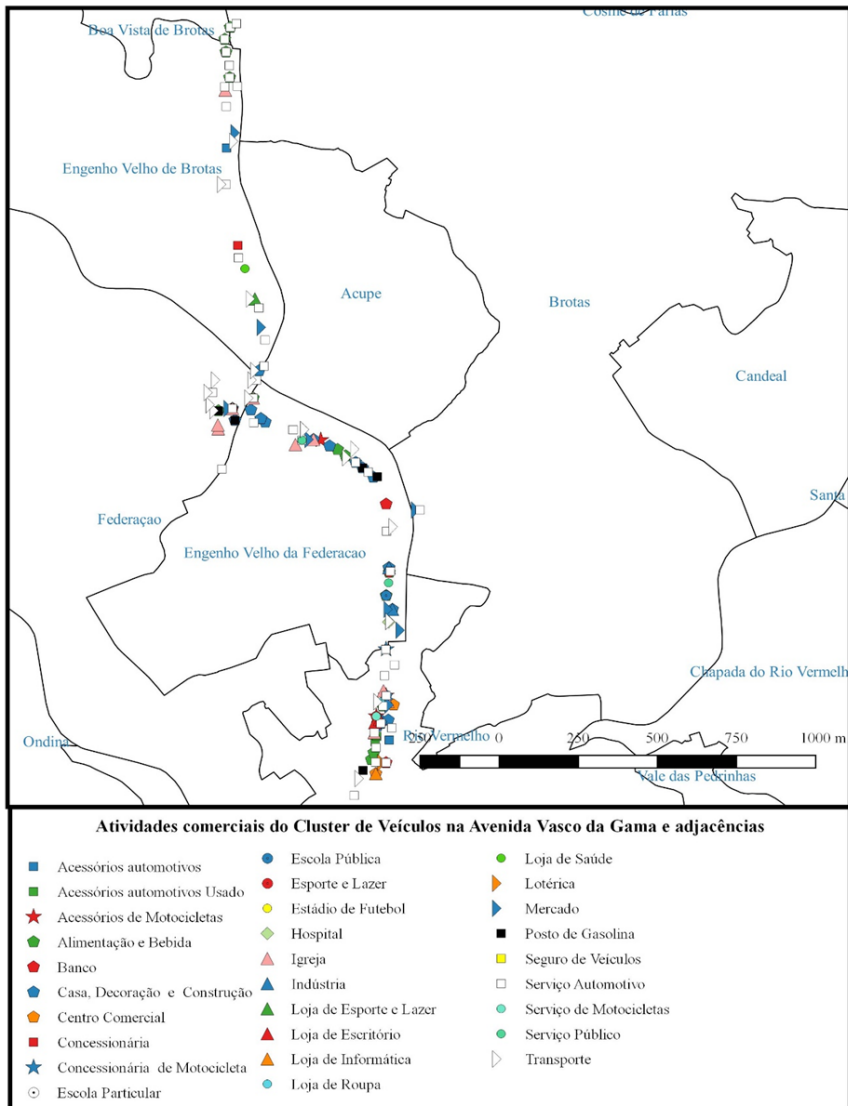 Cosme de Farias
Boa Vista de Brotas
Engenho Velho de Brotas
Acupe
Brotas
Candeal
Santa
Federaçao
Engenho Velho da Federacao
Chapada do Rio Vermelh
Ondina
Rio Vermelho
250 0 250 500 750 1000 m
Vale das Pedrinhas
Atividades comerciais do Cluster de Veículos na Avenida Vasco da Gama e adjacências
Acessórios automotivos
Acessórios automotivos Usado
Acessórios de Motocicletas
Alimentação e Bebida
Banco
Casa, Decoração e Construção
Centro Comercial
Concessionária
Concessionária de Motocicleta
Escola Particular
Escola Pública
Esporte e Lazer
Estádio de Futebol
Hospital
Igreja
Indústria
Loja de Esporte e Lazer
Loja de Escritório
Loja de Informática
Loja de Roupa
Loja de Saúde
Lotérica
Mercado
Posto de Gasolina
Seguro de Veículos
Serviço Automotivo
Serviço de Motocicletas
Serviço Público
Transporte